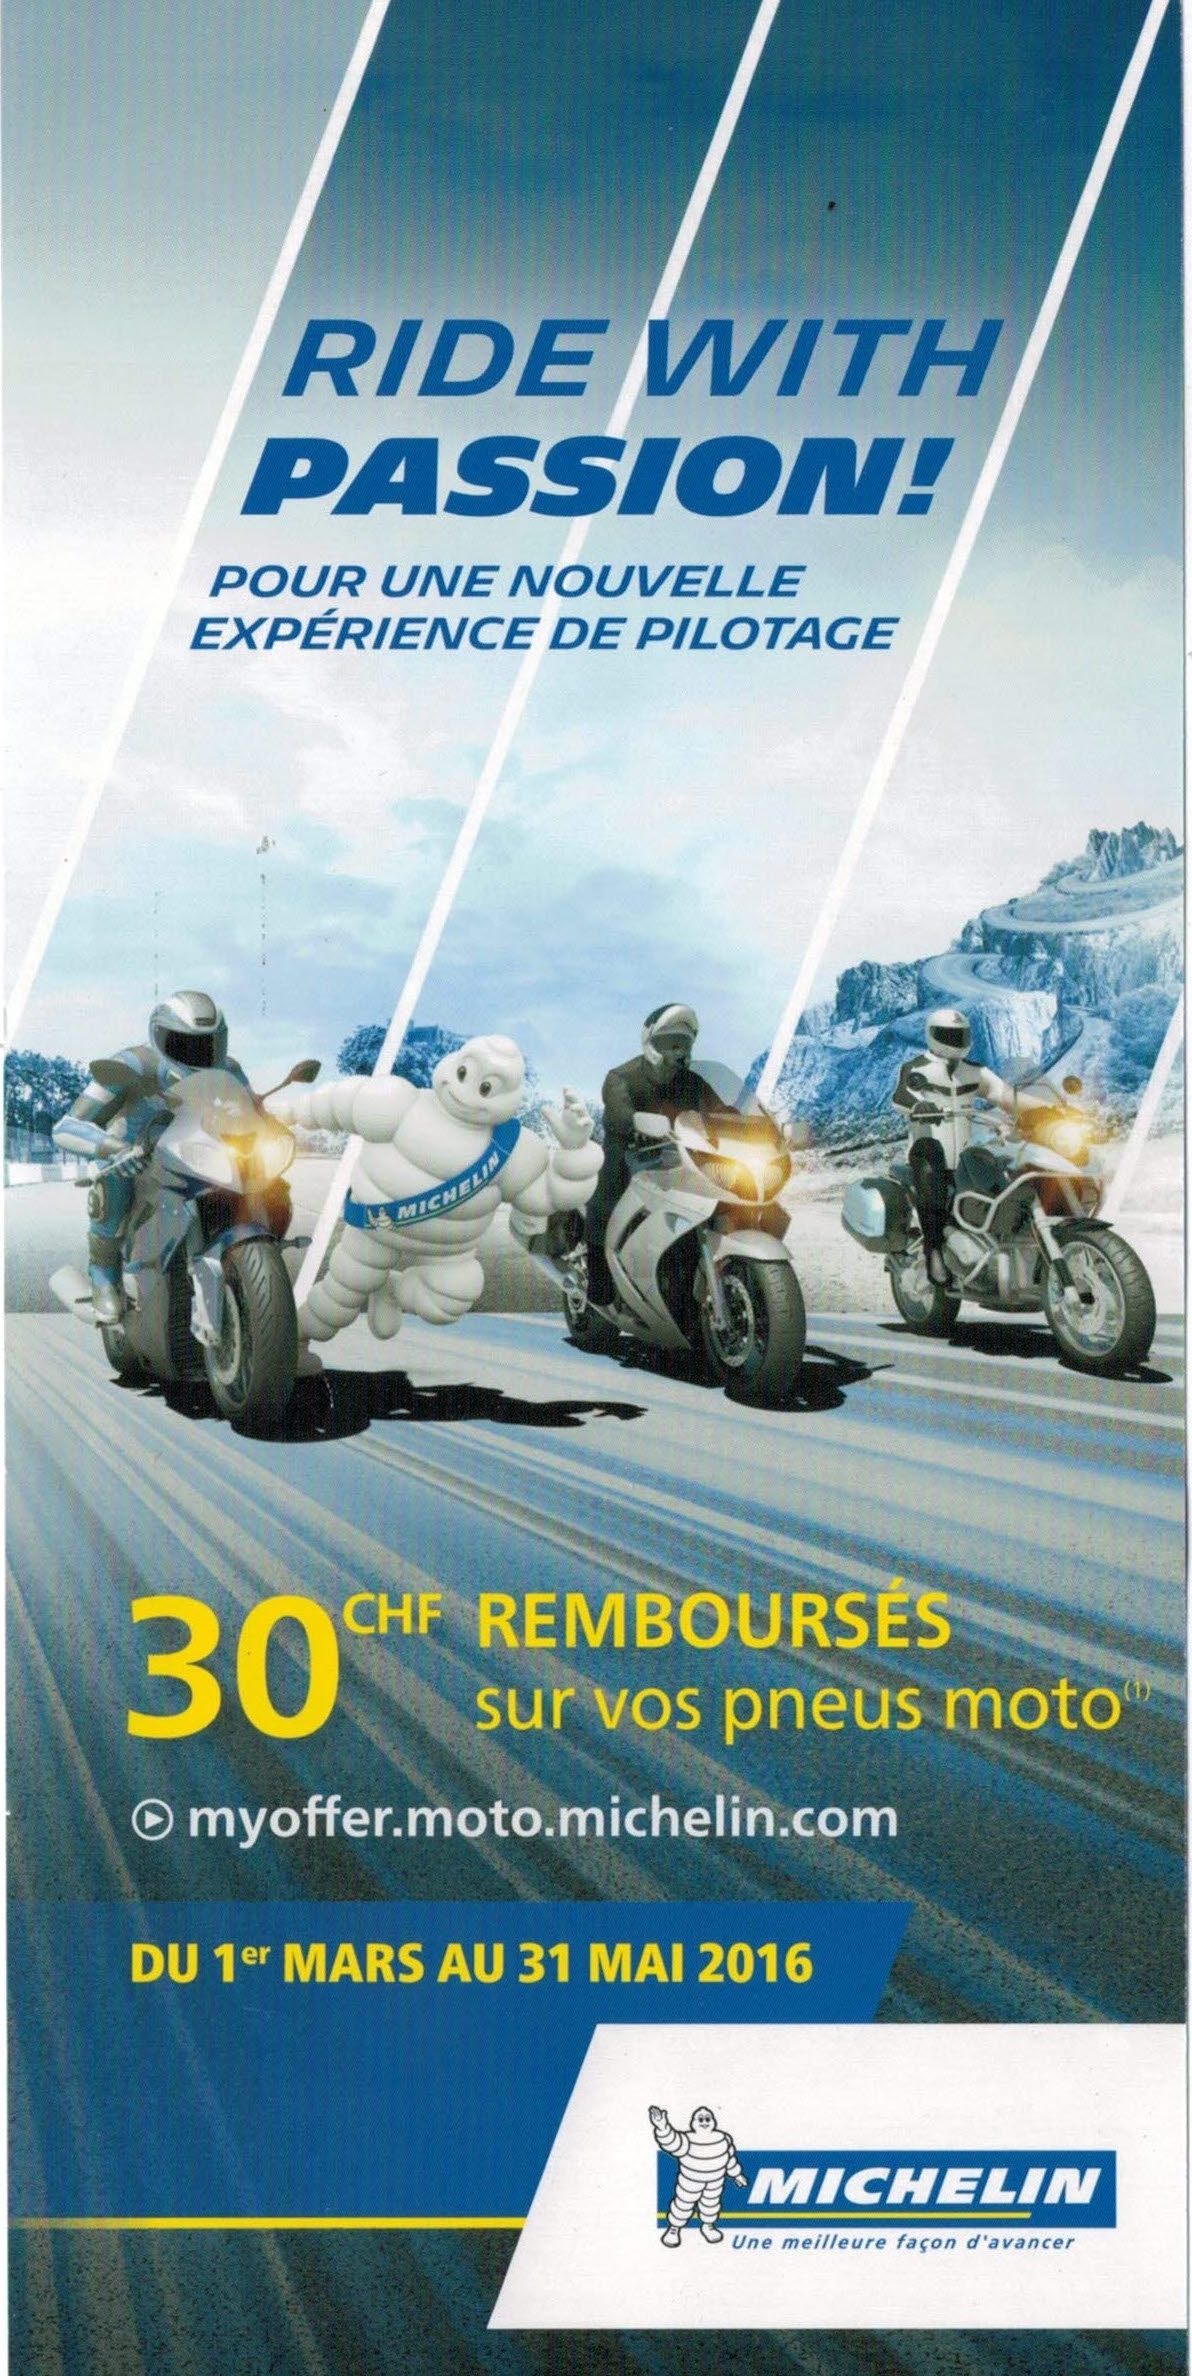 RIDE WITH
PASSION!
POUR UNE NOUVELLE
EXPÉRIENCE DE PILOTAGE
MICHELIN
30 CHF REMBOURSÉS
sur vos pneus moto(1)
myoffer.moto.michelin.com
DU 1er MARS AU 31 MAI 2016
MICHELIN
Une meilleure façon d'avancer